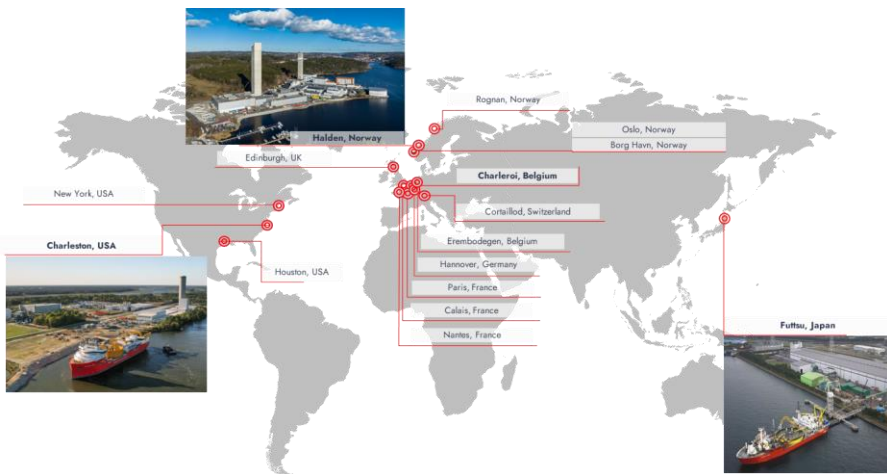 Rognan, Norway
Oslo, Norway
Halden, Norway
Borg Havn, Norway
Edinburgh, UK
Charleroi, Belgium
New York, USA
Cortaillod, Switzerland
Charleston, USA
Erembodegen, Belgium
Hannover, Germany
Houston, USA
Paris, France
Calais, France
Futtsu, Japan
Nantes, France